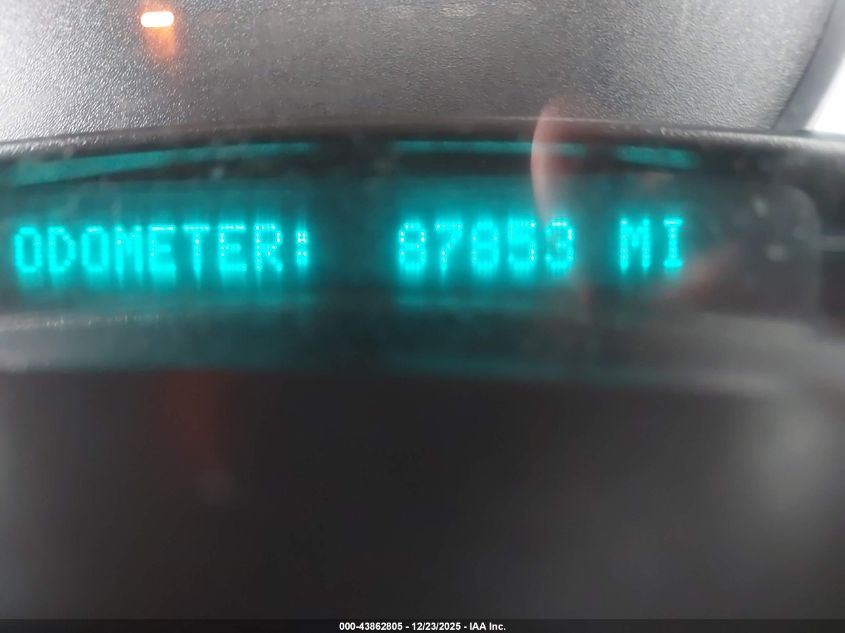 ODOMETER: 87853 MI
000-43862805 - 12/23/2025 - IAA Inc.